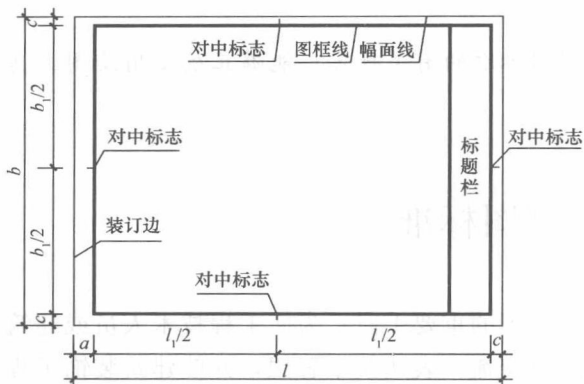 c
对中标志 图框线 幅面线
b₁/2
对中标志
标题栏
对中标志
b
装订边
b₁/2
对中标志
c
a
l₁/2
l₁/2
c
l